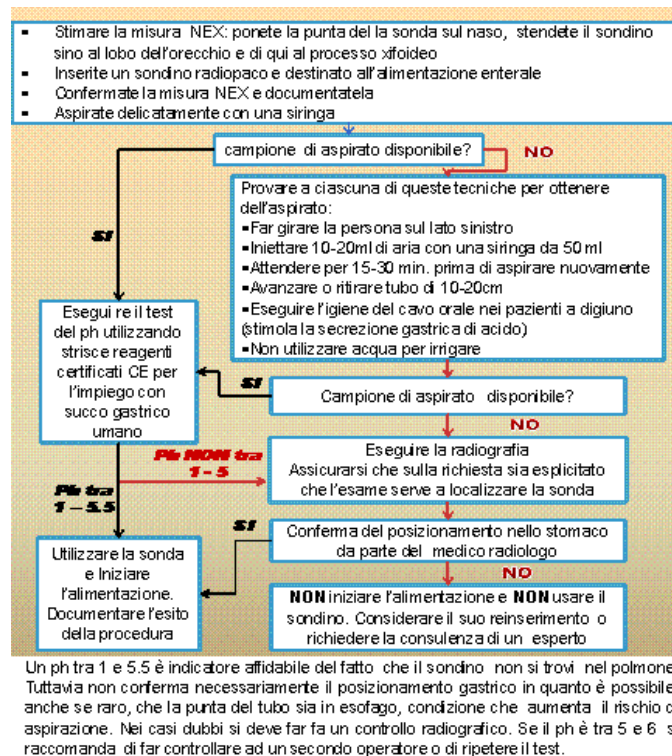 ▪ Stimare la misura NEX: ponete la punta del la sonda sul naso, stendete il sondino
sino al lobo dell'orecchio e di qui al processo xifoideo
▪ Inserite un sondino radiopaco e destinato all'alimentazione enterale
▪ Confermate la misura NEX e documentatela
▪ Aspirate delicatamente con una siringa
campione di aspirato disponibile?
NO
SI
Provare a ciascuna di queste tecniche per ottenere
dell'aspirato:
▪Far girare la persona sul lato sinistro
▪Iniettare 10-20ml di aria con una siringa da 50 ml
▪Attendere per 15-30 min. prima di aspirare nuovamente
▪Avanzare o ritirare tubo di 10-20cm
▪Eseguire l'igiene del cavo orale nei pazienti a digiuno
(stimola la secrezione gastrica di acido)
▪Non utilizzare acqua per irrigare
Esegui re il test
del ph utilizzando
strisce reagenti
certificati CE per
l'impiego con
succo gastrico
umano
SI
Campione di aspirato disponibile?
NO
Ph NON tra
1 - 5
Eseguire la radiografia
Assicurarsi che sulla richiesta sia esplicitato
che l'esame serve a localizzare la sonda
Ph tra
1 – 5.5
SI
Conferma del posizionamento nello stomaco
da parte del medico radiologo
NO
Utilizzare la sonda
e Iniziare
l'alimentazione.
Documentare l'esito
della procedura
NON iniziare l'alimentazione e NON usare il
sondino. Considerare il suo reinserimento o
richiedere la consulenza di un esperto
Un ph tra 1 e 5.5 è indicatore affidabile del fatto che il sondino non si trovi nel polmone
Tuttavia non conferma necessariamente il posizionamento gastrico in quanto è possibile
anche se raro, che la punta del tubo sia in esofago, condizione che aumenta il rischio d
aspirazione. Nei casi dubbi si deve far fa un controllo radiografico. Se il ph è tra 5 e 6 s
raccomanda di far controllare ad un secondo operatore o di ripetere il test.